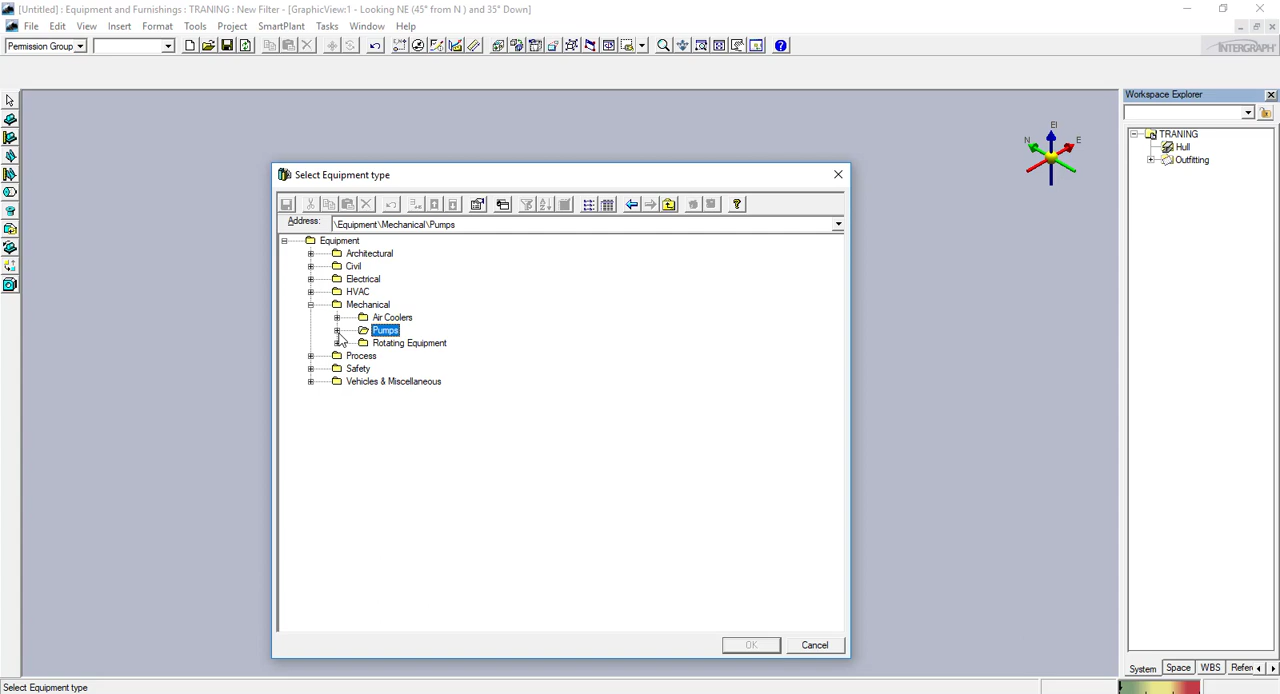 [Untitled] : Equipment and Furnishings : TRANING : New Filter - [GraphicView:1 - Looking NE (45° from N ) and 35° Down]
File Edit View Insert Format Tools Project SmartPlant Tasks Window Help
Permission Group
INTERGRAPH
Workspace Explorer
El
N E
TRANING
Hull
Outfitting
Select Equipment type
Address: \Equipment\Mechanical\Pumps
Equipment
Architectural
Civil
Electrical
HVAC
Mechanical
Air Coolers
Pumps
Rotating Equipment
Process
Safety
Vehicles & Miscellaneous
OK Cancel
System Space WBS Refere
Select Equipment type